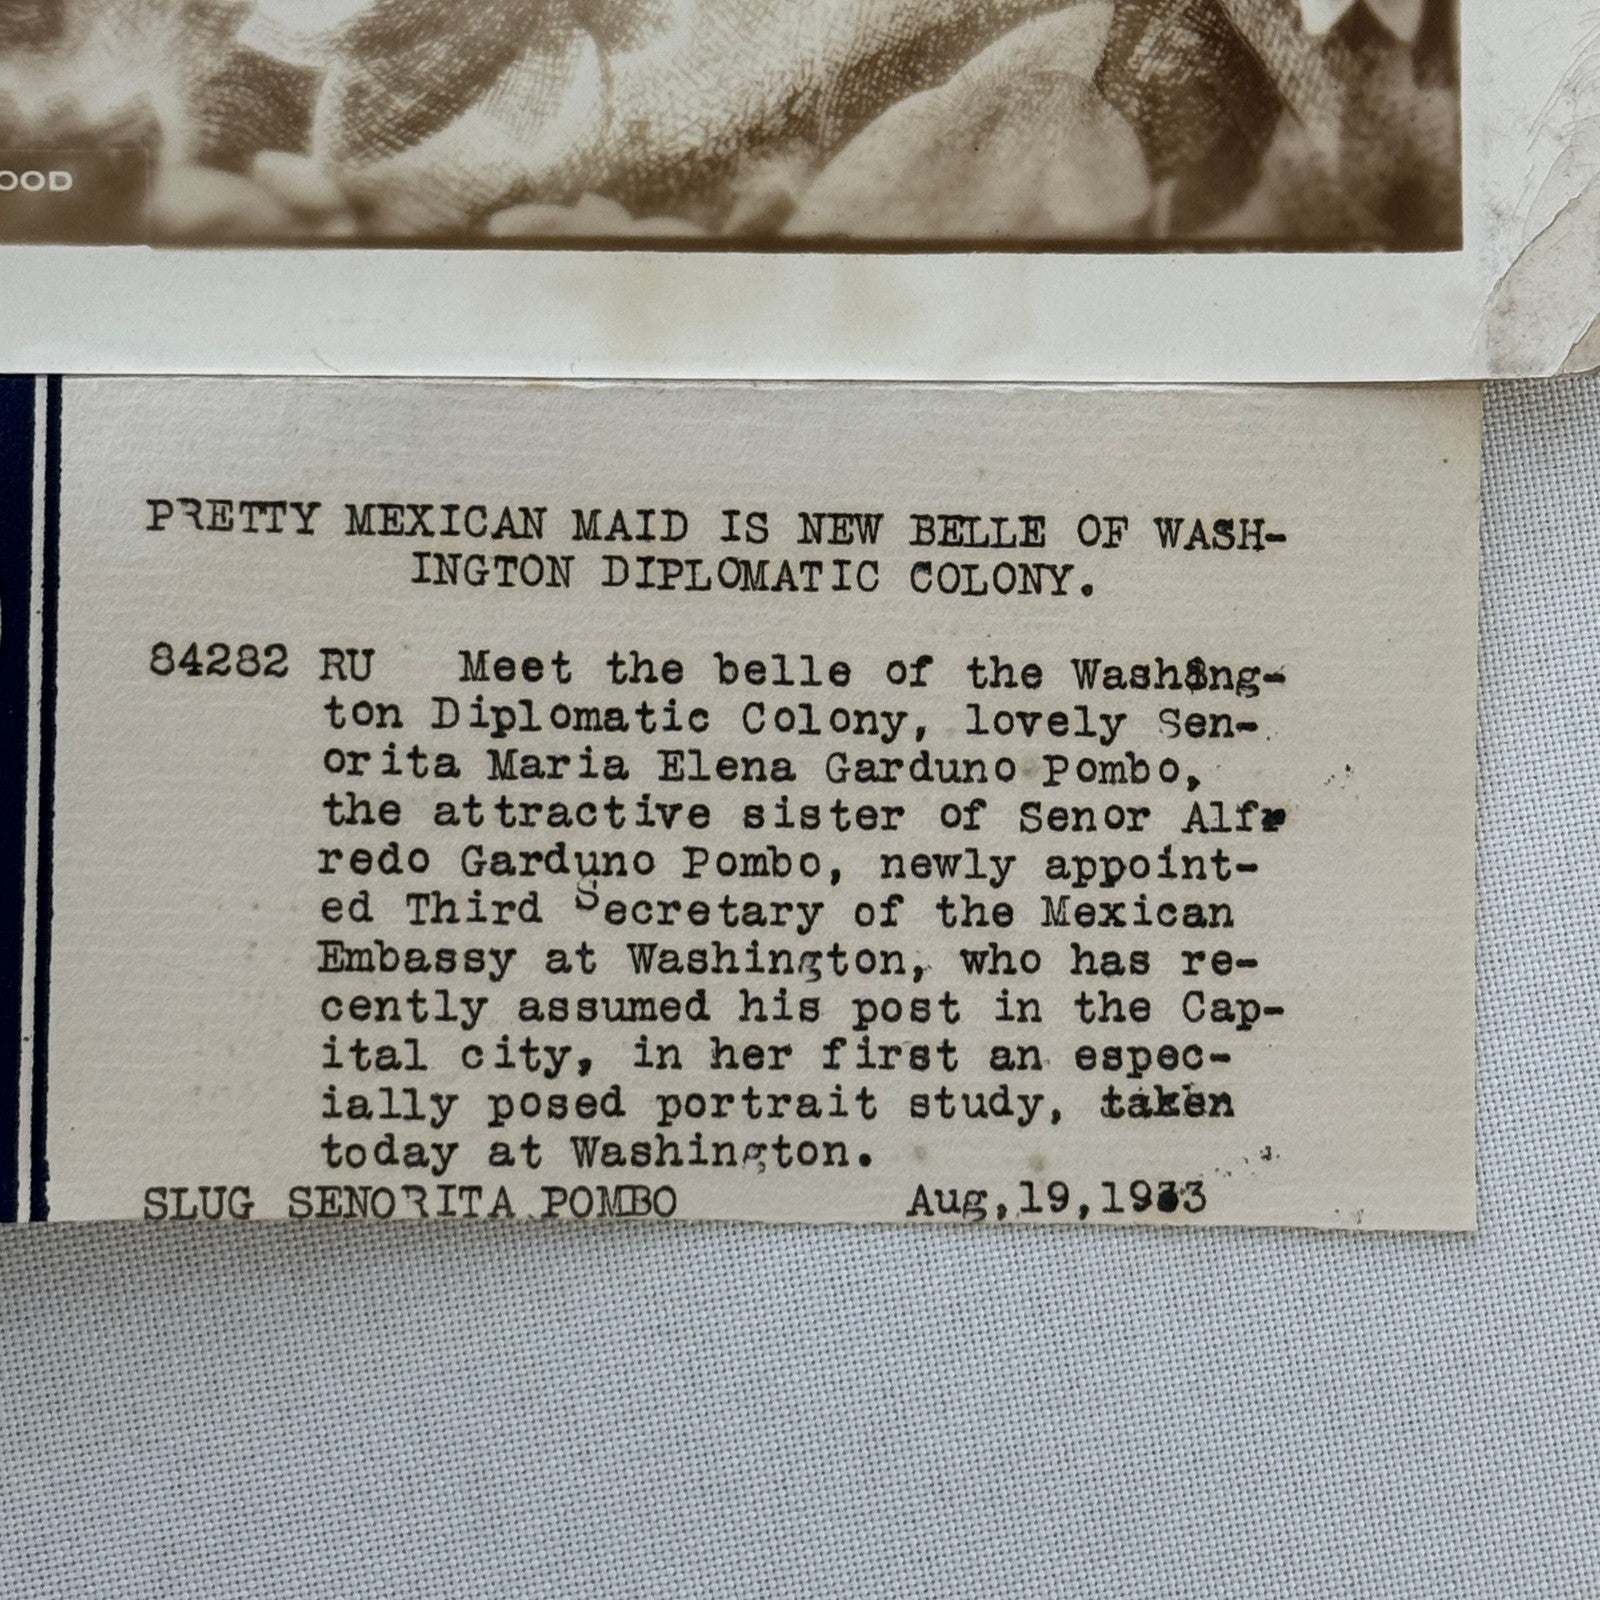 OOD
PRETTY MEXICAN MAID IS NEW BELLE OF WASH-
INGTON DIPLOMATIC COLONY.
84282 RU Meet the belle of the Washing-
ton Diplomatic Colony, lovely Sen-
orita Maria Elena Garduno Pombo,
the attractive sister of Senor Alfr
redo Garduno Pombo, newly appoint-
ed Third Secretary of the Mexican
Embassy at Washington, who has re-
cently assumed his post in the Cap-
ital city, in her first an espec-
ially posed portrait study, taken
today at Washington.
SLUG SENORITA POMBO Aug,19,1933